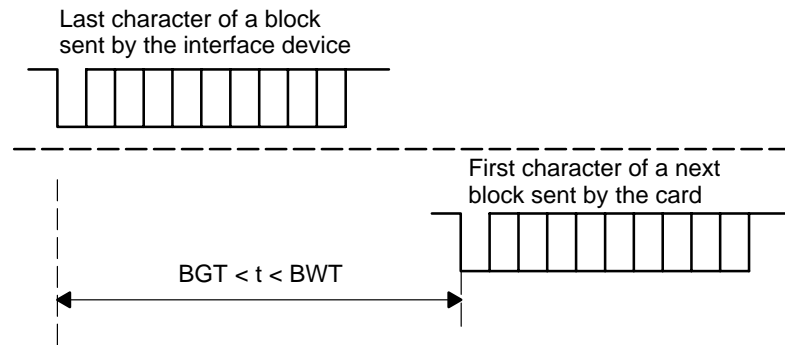 Last character of a block
sent by the interface device
First character of a next
block sent by the card
BGT < t < BWT